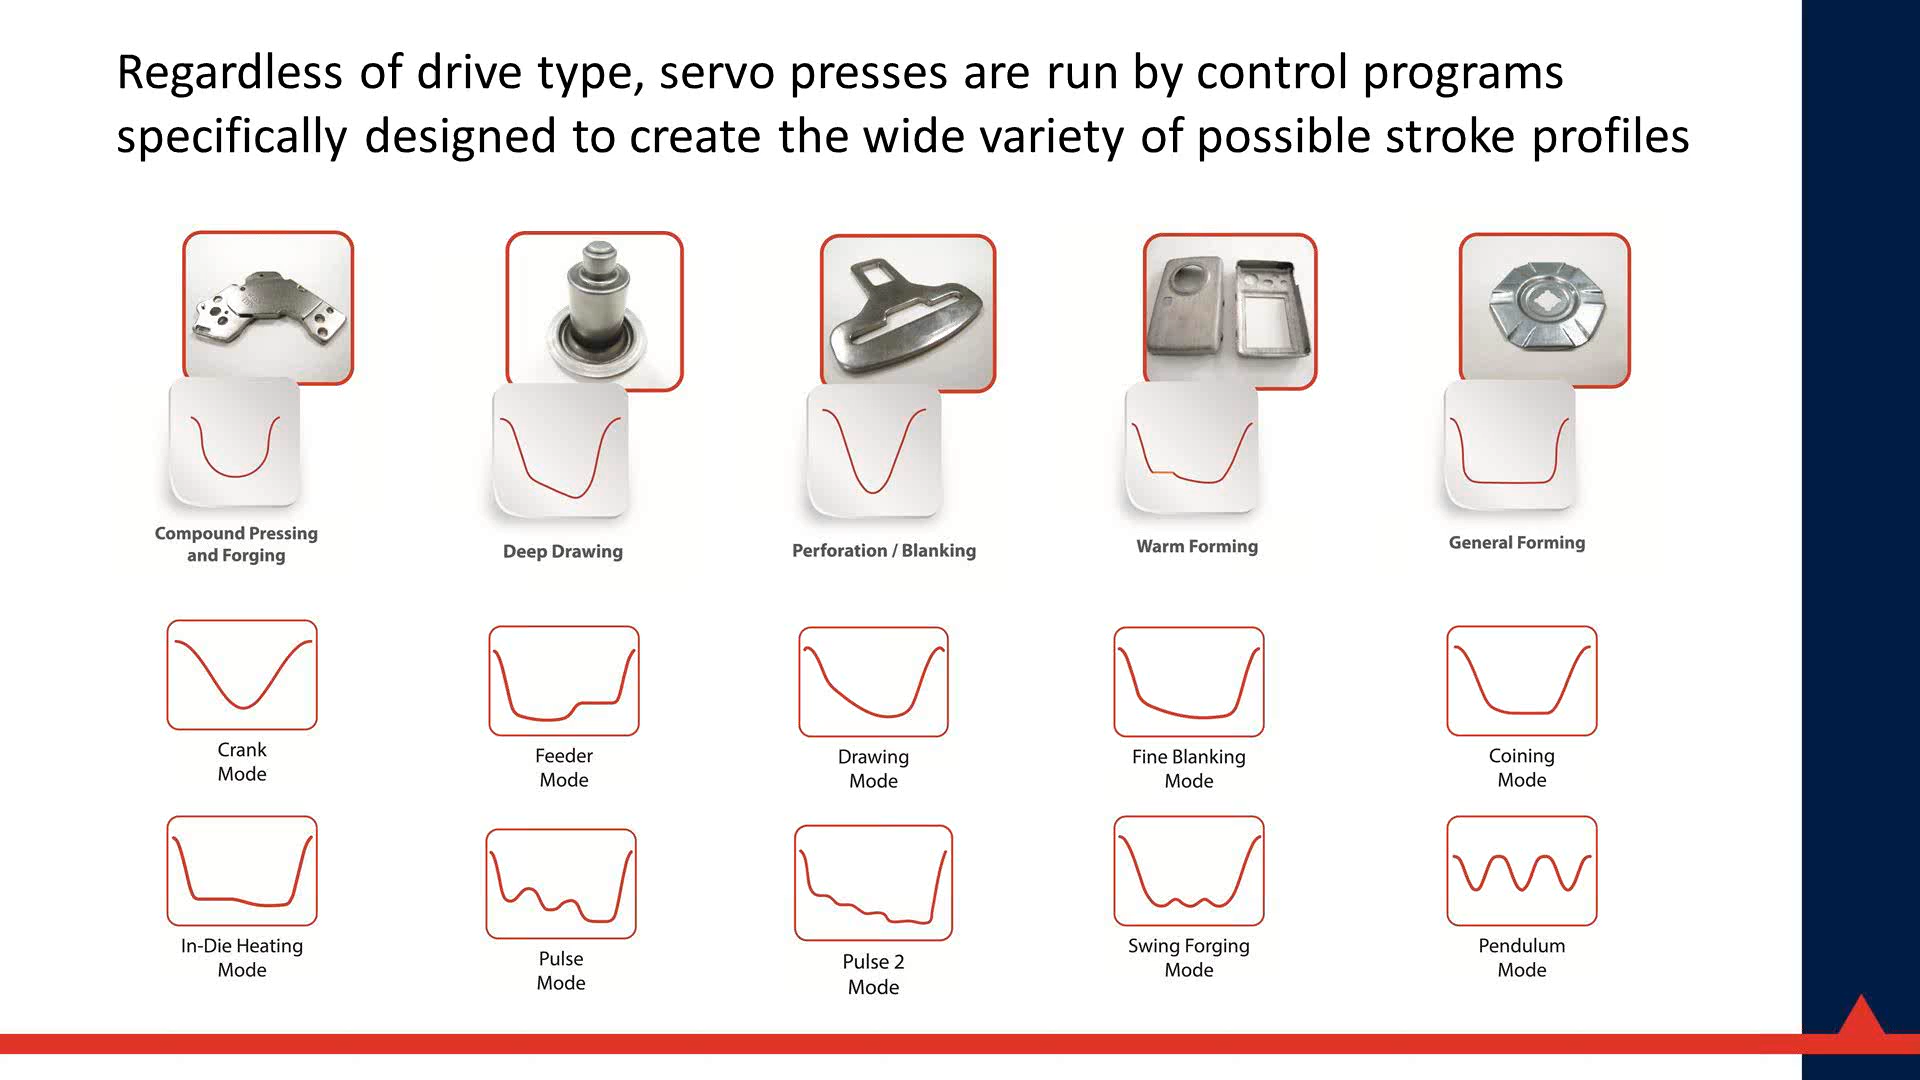 Regardless of drive type, servo presses are run by control programs
specifically designed to create the wide variety of possible stroke profiles
Compound Pressing
and Forging
Deep Drawing
Perforation / Blanking
Warm Forming
General Forming
Crank
Mode
Feeder
Mode
Drawing
Mode
Fine Blanking
Mode
Coining
Mode
In-Die Heating
Mode
Pulse
Mode
Pulse 2
Mode
Swing Forging
Mode
Pendulum
Mode